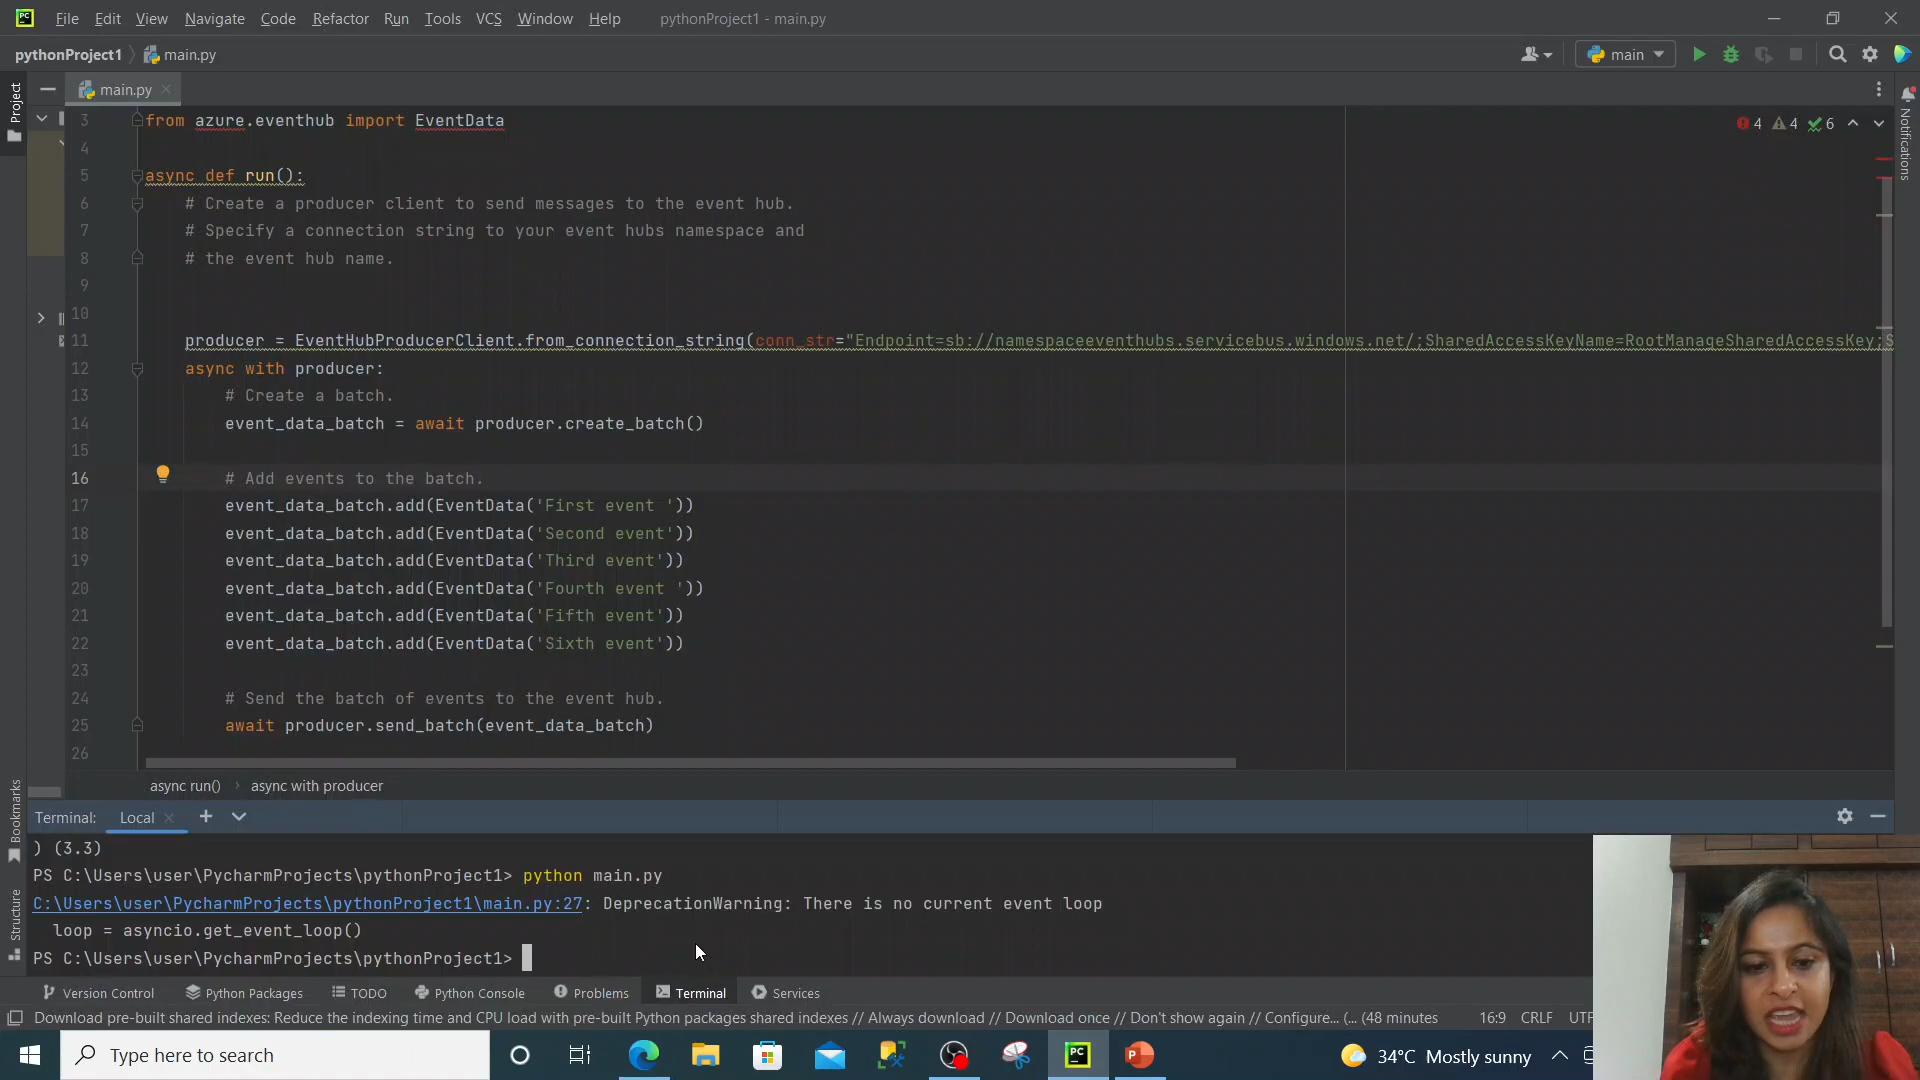 File Edit View Navigate Code Refactor Run Tools VCS Window Help pythonProject1 - main.py
pythonProject1 main.py
main
Project
main.py
Notifications
4 4 6
3 from azure.eventhub import EventData
4
5 async def run():
6 # Create a producer client to send messages to the event hub.
7 # Specify a connection string to your event hubs namespace and
8 # the event hub name.
9
10
11 producer = EventHubProducerClient.from_connection_string(conn_str="Endpoint=sb://namespaceeventhubs.servicebus.windows.net/;SharedAccessKeyName=RootManageSharedAccessKey;S
12 async with producer:
13 # Create a batch.
14 event_data_batch = await producer.create_batch()
15
16 # Add events to the batch.
17 event_data_batch.add(EventData('First event '))
18 event_data_batch.add(EventData('Second event'))
19 event_data_batch.add(EventData('Third event'))
20 event_data_batch.add(EventData('Fourth event '))
21 event_data_batch.add(EventData('Fifth event'))
22 event_data_batch.add(EventData('Sixth event'))
23
24 # Send the batch of events to the event hub.
25 await producer.send_batch(event_data_batch)
26
async run() async with producer
Bookmarks
Structure
Terminal: Local
) (3.3)
PS C:\Users\user\PycharmProjects\pythonProject1> python main.py
C:\Users\user\PycharmProjects\pythonProject1\main.py:27: DeprecationWarning: There is no current event loop
loop = asyncio.get_event_loop()
PS C:\Users\user\PycharmProjects\pythonProject1>
Version Control Python Packages TODO Python Console Problems Terminal Services
Download pre-built shared indexes: Reduce the indexing time and CPU load with pre-built Python packages shared indexes // Always download // Download once // Don't show again // Configure... (... (48 minutes 16:9 CRLF UTF
Type here to search 34°C Mostly sunny